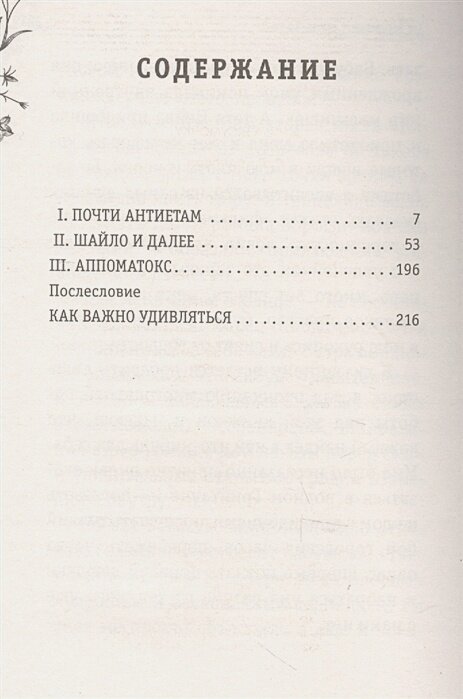 СОДЕРЖАНИЕ
I. ПОЧТИ АНТИЕТАМ ........................ 7
II. ШАЙЛО И ДАЛЕЕ ........................ 53
III. АППОМАТОКС........................... 196
Послесловие
КАК ВАЖНО УДИВЛЯТЬСЯ .................... 216